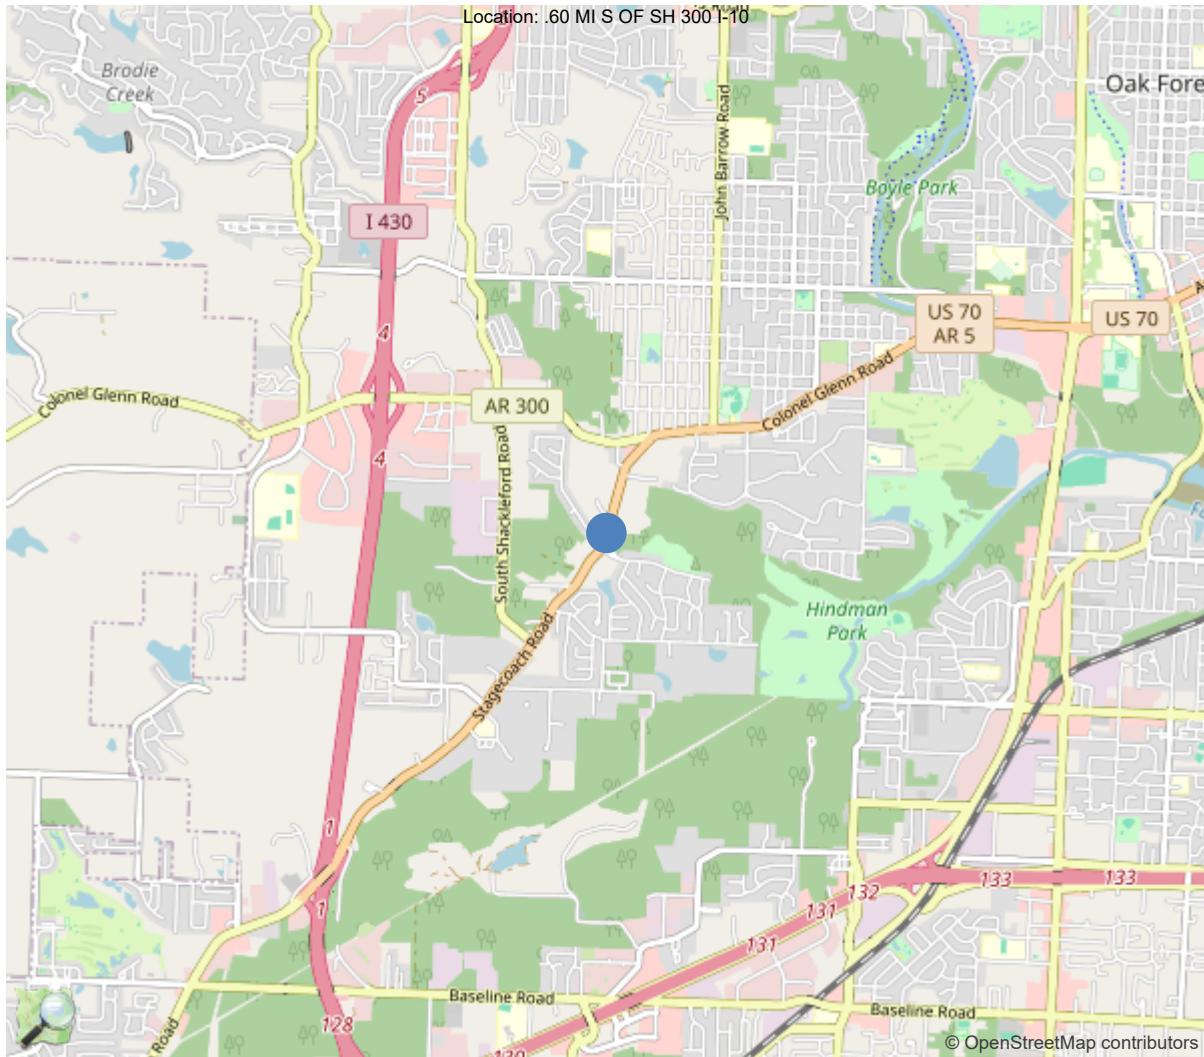 Location: .60 MI S OF SH 300 I-10
Brodie
Creek
5
John Barrow Road
Oak Fore
Boyle Park
I 430
US 70
AR 5
US 70
4
Colonel Glenn Road
AR 300
Colonel Glenn Road
4
South Shackleford Road
Hindman
Park
Stagecoach Road
1
1
133
133
132
131
131
Baseline Road
Baseline Road
128
Road
130
© OpenStreetMap contributors